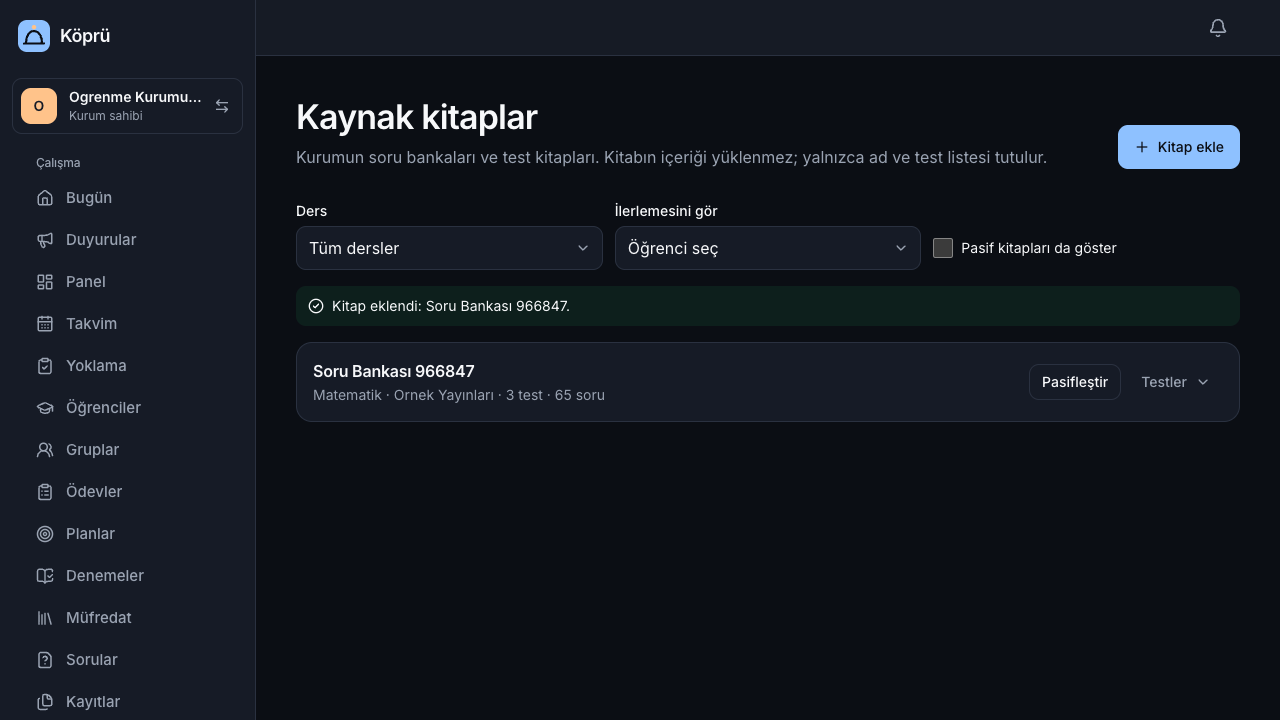 Köprü
O
Ogrenme Kurumu...
Kurum sahibi
Çalışma
Bugün
Duyurular
Panel
Takvim
Yoklama
Öğrenciler
Gruplar
Ödevler
Planlar
Denemeler
Müfredat
Sorular
Kayıtlar
Kaynak kitaplar
Kurumun soru bankaları ve test kitapları. Kitabın içeriği yüklenmez; yalnızca ad ve test listesi tutulur.
Kitap ekle
Ders
İlerlemesini gör
Tüm dersler
Öğrenci seç
Pasif kitapları da göster
Kitap eklendi: Soru Bankası 966847.
Soru Bankası 966847
Matematik · Ornek Yayınları · 3 test · 65 soru
Pasifleştir
Testler